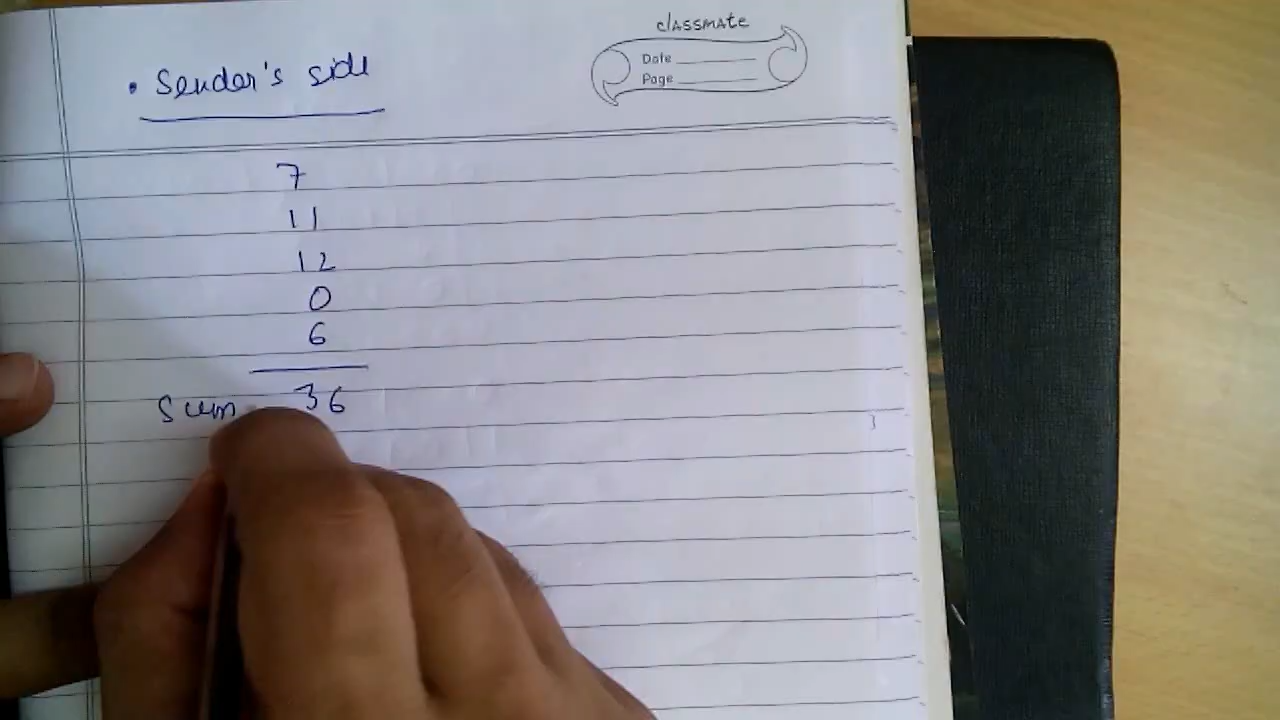 classmate
Date
Page
• Sender's side
7
11
12
0
6
Sum 36